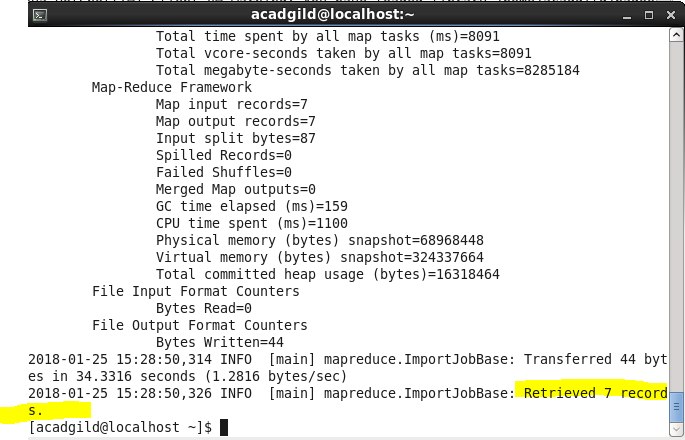 acadgild@localhost:~
Total time spent by all map tasks (ms)=8091
Total vcore-seconds taken by all map tasks=8091
Total megabyte-seconds taken by all map tasks=8285184
Map-Reduce Framework
Map input records=7
Map output records=7
Input split bytes=87
Spilled Records=0
Failed Shuffles=0
Merged Map outputs=0
GC time elapsed (ms)=159
CPU time spent (ms)=1100
Physical memory (bytes) snapshot=68968448
Virtual memory (bytes) snapshot=324337664
Total committed heap usage (bytes)=16318464
File Input Format Counters
Bytes Read=0
File Output Format Counters
Bytes Written=44
2018-01-25 15:28:50,314 INFO  [main] mapreduce.ImportJobBase: Transferred 44 byt
es in 34.3316 seconds (1.2816 bytes/sec)
2018-01-25 15:28:50,326 INFO  [main] mapreduce.ImportJobBase: Retrieved 7 record
s.
[acadgild@localhost ~]$